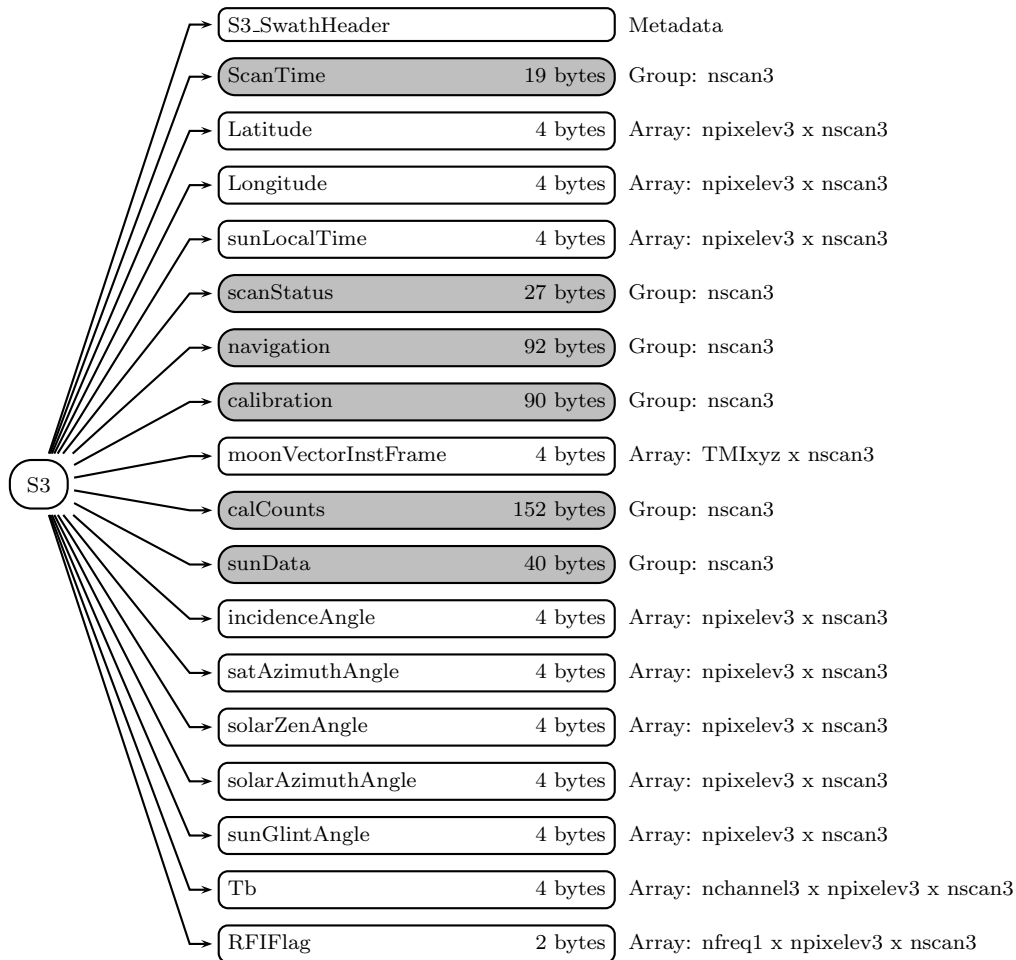 S3_SwathHeader Metadata
ScanTime 19 bytes Group: nscan3
Latitude 4 bytes Array: npixelev3 x nscan3
Longitude 4 bytes Array: npixelev3 x nscan3
sunLocalTime 4 bytes Array: npixelev3 x nscan3
scanStatus 27 bytes Group: nscan3
navigation 92 bytes Group: nscan3
calibration 90 bytes Group: nscan3
moonVectorInstFrame 4 bytes Array: TMIxyz x nscan3
S3
calCounts 152 bytes Group: nscan3
sunData 40 bytes Group: nscan3
incidenceAngle 4 bytes Array: npixelev3 x nscan3
satAzimuthAngle 4 bytes Array: npixelev3 x nscan3
solarZenAngle 4 bytes Array: npixelev3 x nscan3
solarAzimuthAngle 4 bytes Array: npixelev3 x nscan3
sunGlintAngle 4 bytes Array: npixelev3 x nscan3
Tb 4 bytes Array: nchannel3 x npixelev3 x nscan3
RFIFlag 2 bytes Array: nfreq1 x npixelev3 x nscan3